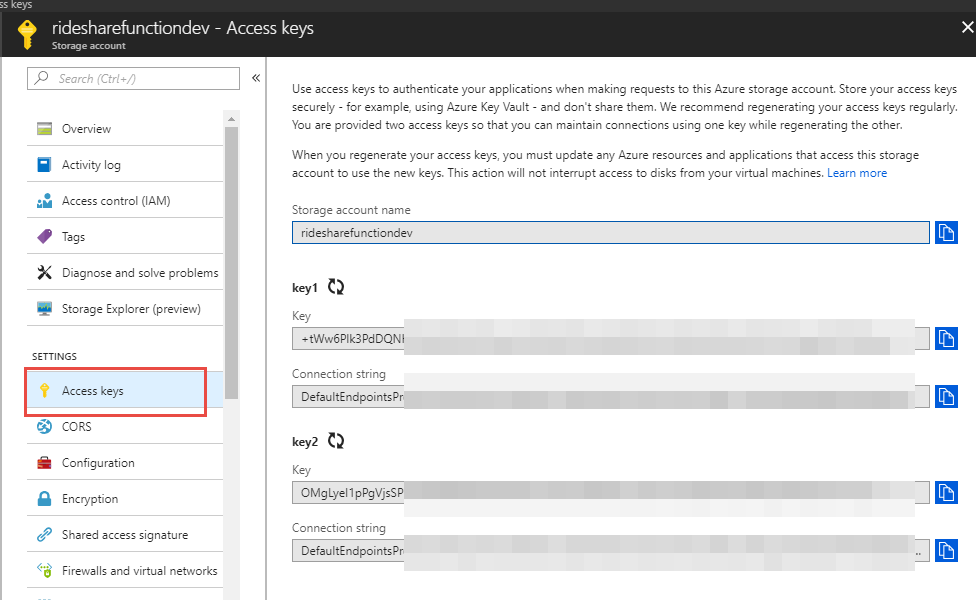 ss keys
ridesharefunctiondev - Access keys
Storage account
Search (Ctrl+/)
Overview
Activity log
Access control (IAM)
Tags
Diagnose and solve problems
Storage Explorer (preview)
SETTINGS
Access keys
CORS
Configuration
Encryption
Shared access signature
Firewalls and virtual networks
Use access keys to authenticate your applications when making requests to this Azure storage account. Store your access keys
securely - for example, using Azure Key Vault - and don't share them. We recommend regenerating your access keys regularly.
You are provided two access keys so that you can maintain connections using one key while regenerating the other.
When you regenerate your access keys, you must update any Azure resources and applications that access this storage
account to use the new keys. This action will not interrupt access to disks from your virtual machines. Learn more
Storage account name
ridesharefunctiondev
key1
Key
Connection string
DefaultEndpointsPr
key2
Key
Connection string
DefaultEndpointsPr